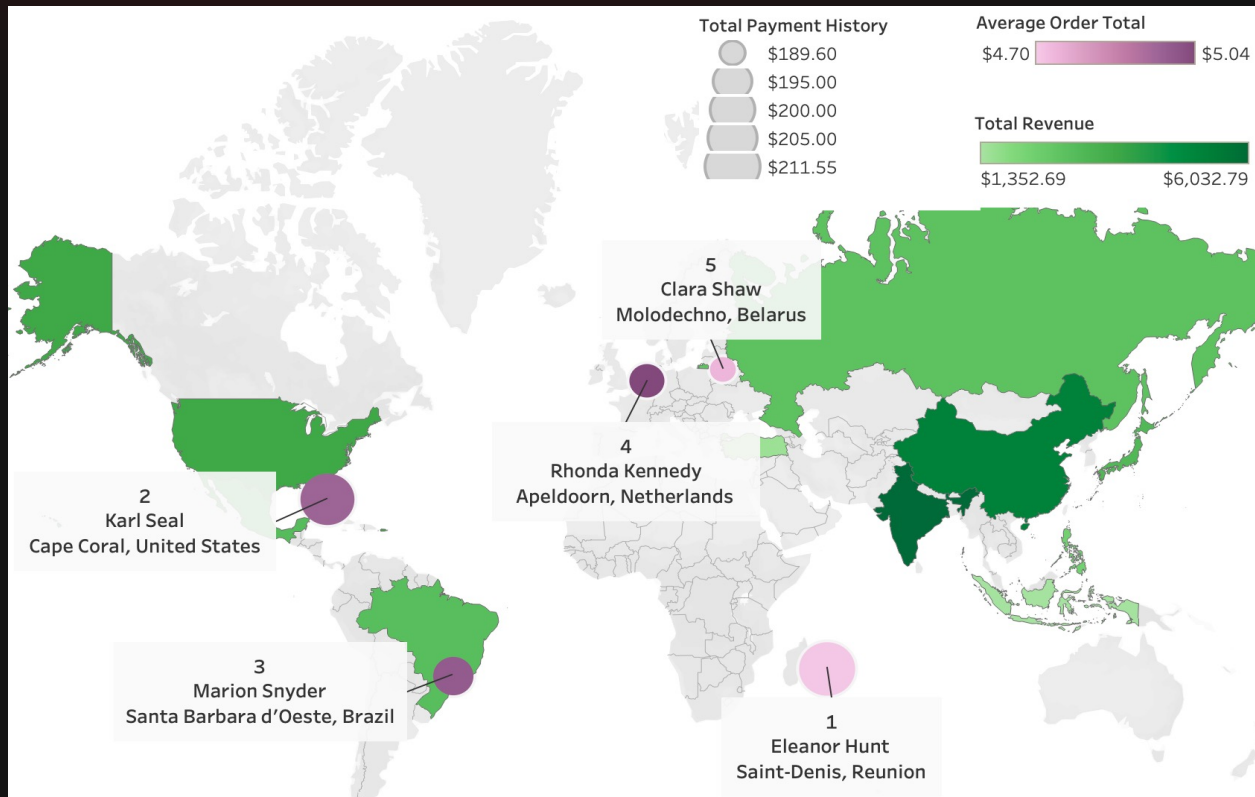 Total Payment History
$189.60
$195.00
$200.00
$205.00
$211.55
Average Order Total
$4.70 $5.04
Total Revenue
$1,352.69 $6,032.79
5
Clara Shaw
Molodechno, Belarus
4
Rhonda Kennedy
Apeldoorn, Netherlands
2
Karl Seal
Cape Coral, United States
3
Marion Snyder
Santa Barbara d’Oeste, Brazil
1
Eleanor Hunt
Saint-Denis, Reunion